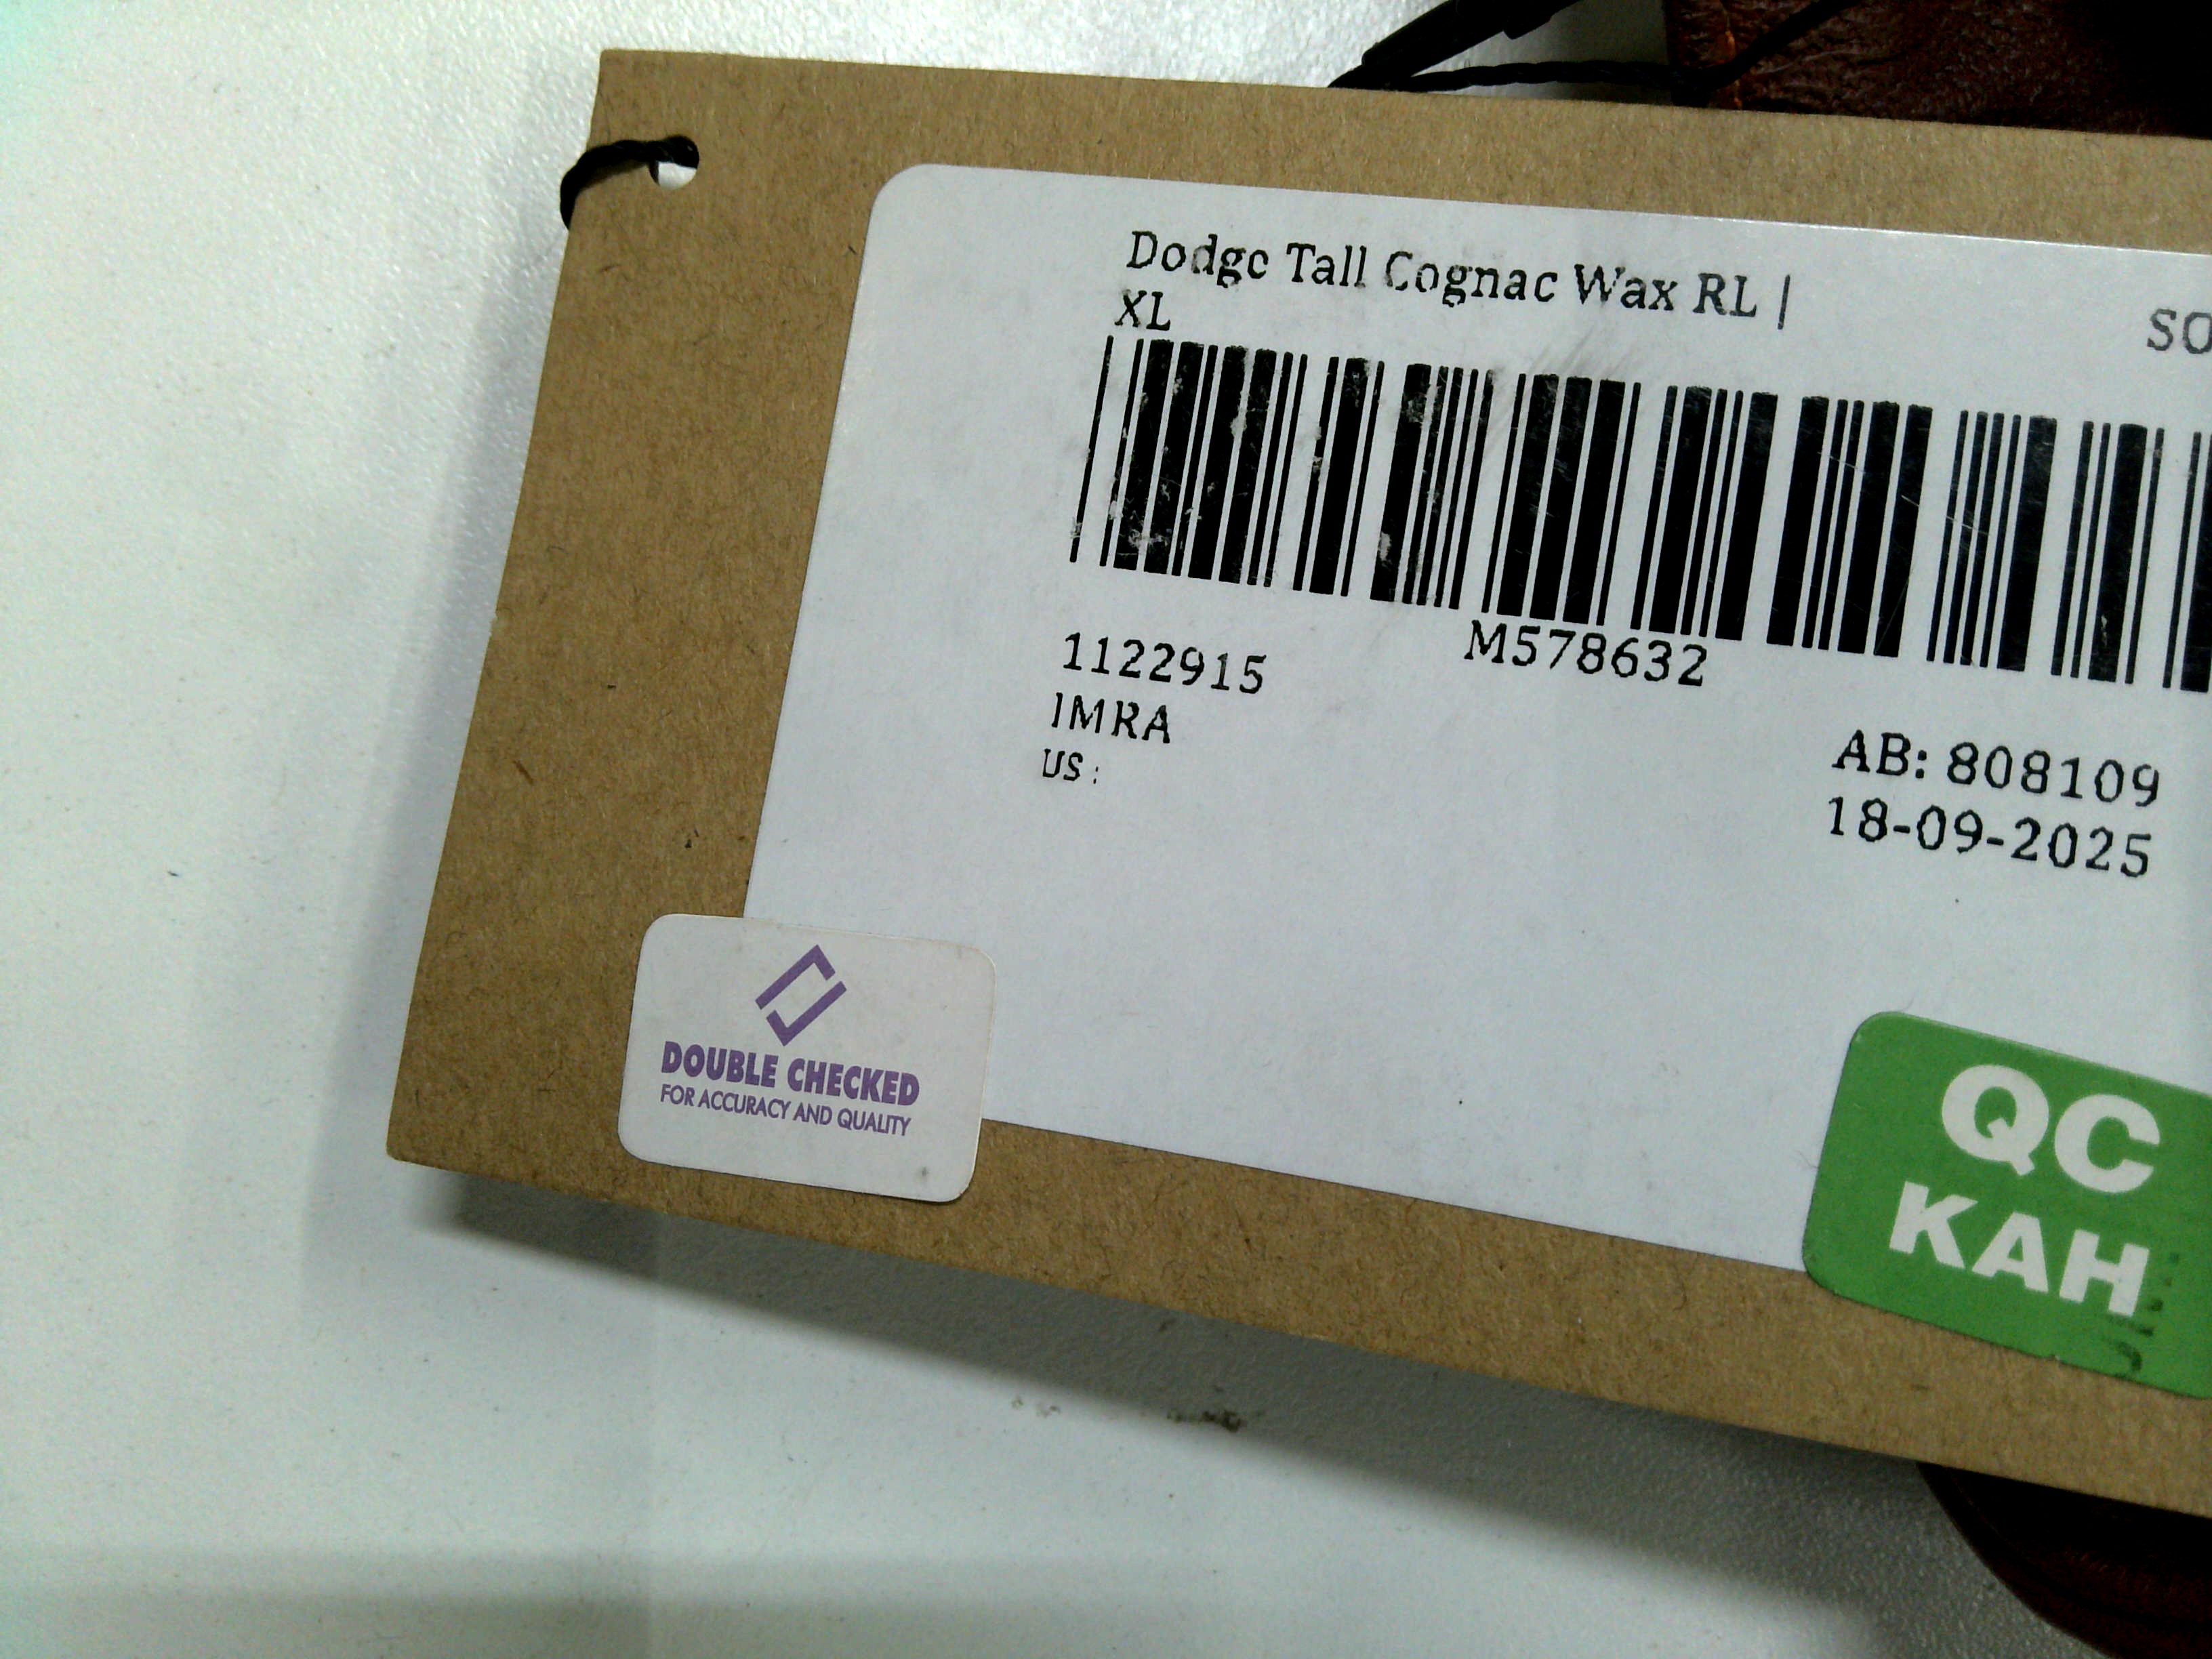 Dodge Tall Cognac Wax RL |
XL
SO
1122915
M578632
IMRA
US:
AB: 808109
18-09-2025
DOUBLE CHECKED
FOR ACCURACY AND QUALITY
QC
KAH